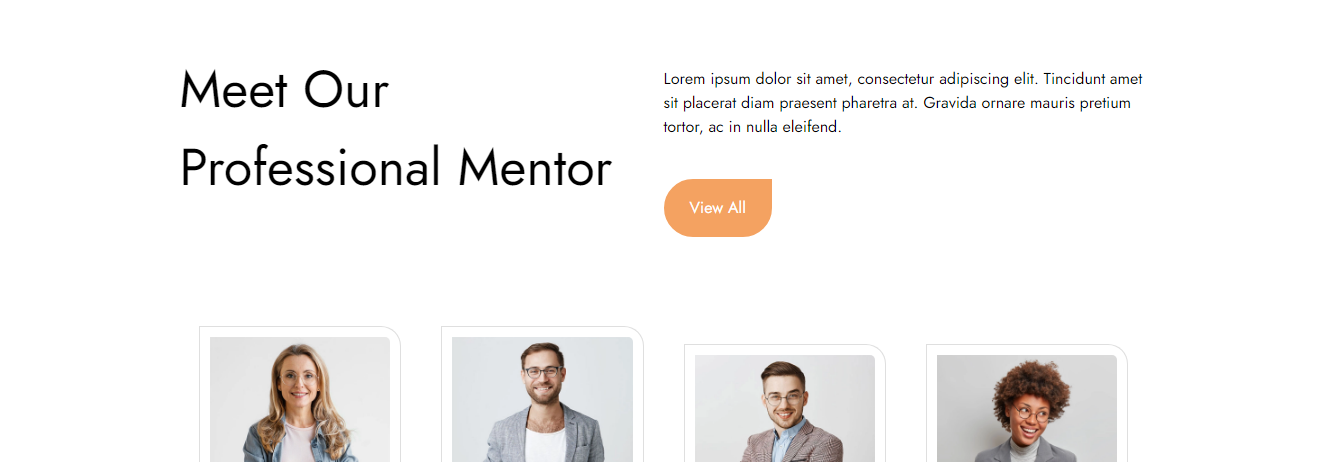 Meet Our
Professional Mentor
Lorem ipsum dolor sit amet, consectetur adipiscing elit. Tincidunt amet
sit placerat diam praesent pharetra at. Gravida ornare mauris pretium
tortor, ac in nulla eleifend.
View All